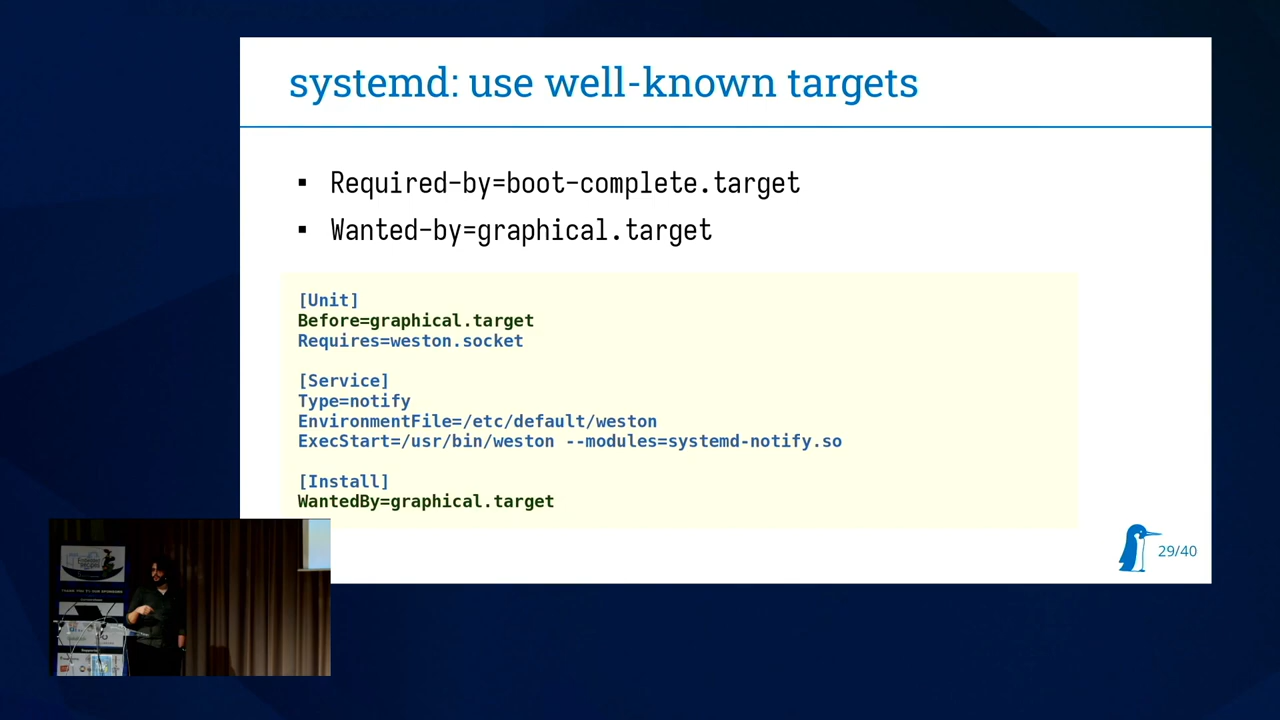 systemd: use well-known targets
▪ Required-by=boot-complete.target
▪ Wanted-by=graphical.target
[Unit]
Before=graphical.target
Requires=weston.socket
[Service]
Type=notify
EnvironmentFile=/etc/default/weston
ExecStart=/usr/bin/weston --modules=systemd-notify.so
[Install]
WantedBy=graphical.target
29/40